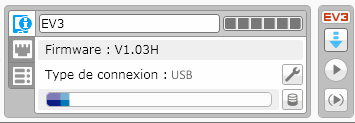 EV3
EV3
Firmware : V1.03H
Type de connexion : USB